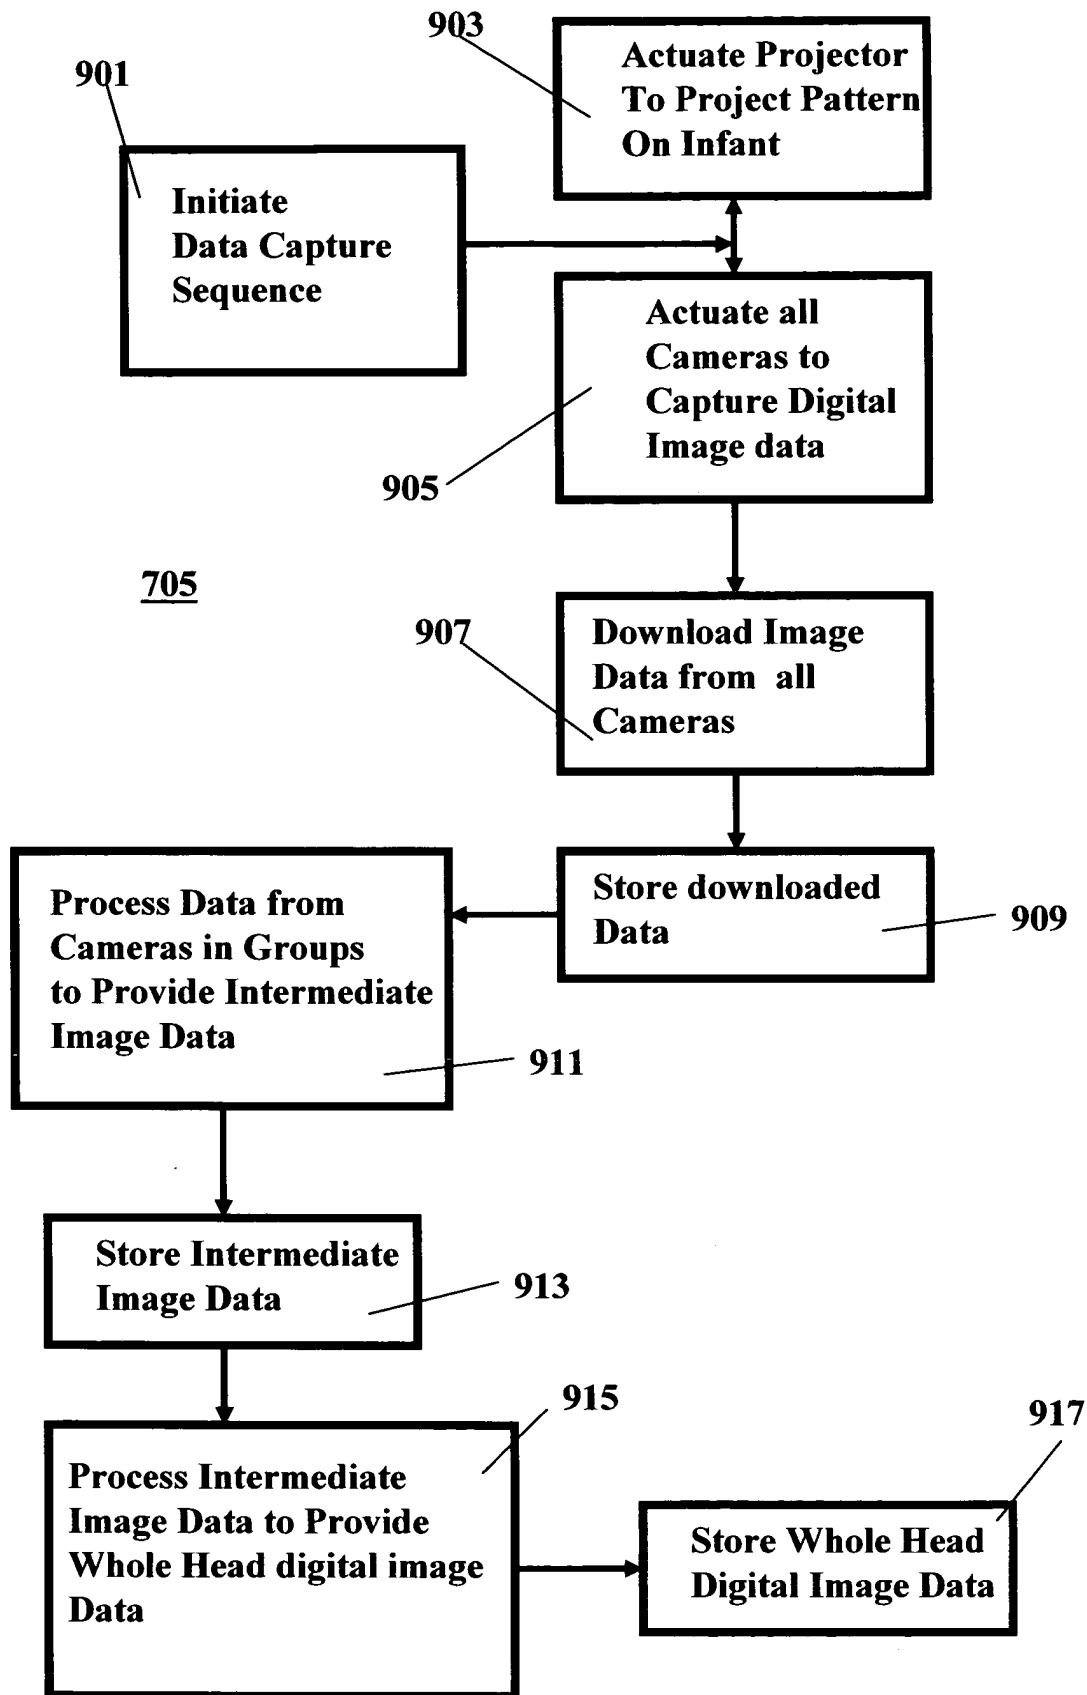 903
Actuate Projector
To Project Pattern
On Infant
901
Initiate
Data Capture
Sequence
Actuate all
Cameras to
Capture Digital
Image data
905
705
907
Download Image
Data from all
Cameras
Store downloaded
Data
909
Process Data from
Cameras in Groups
to Provide Intermediate
Image Data
911
Store Intermediate
Image Data
913
915
917
Process Intermediate
Image Data to Provide
Whole Head digital image
Data
Store Whole Head
Digital Image Data